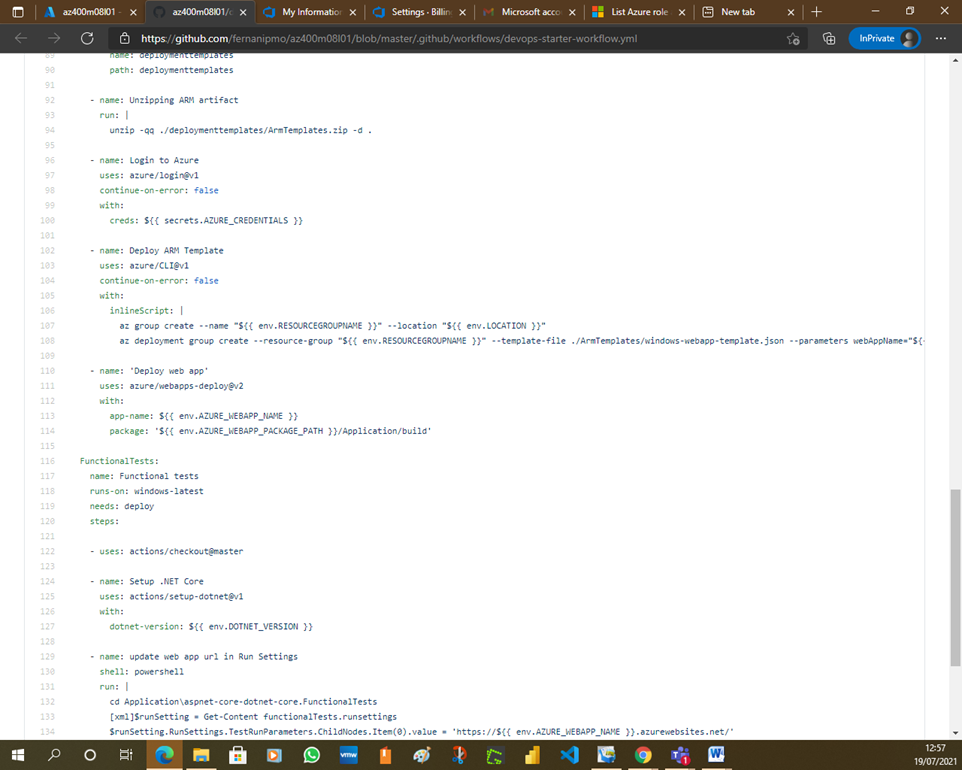 az400m08l01 -
az400m08l01/c
My Information
Settings · Billing
Microsoft acco
List Azure role
New tab
https://github.com/fernanipmo/az400m08l01/blob/master/.github/workflows/devops-starter-workflow.yml
InPrivate
89 name: deploymenttemplates
90 path: deploymenttemplates
91
92 - name: Unzipping ARM artifact
93 run: |
94 unzip -qq ./deploymenttemplates/ArmTemplates.zip -d .
95
96 - name: Login to Azure
97 uses: azure/login@v1
98 continue-on-error: false
99 with:
100 creds: ${{ secrets.AZURE_CREDENTIALS }}
101
102 - name: Deploy ARM Template
103 uses: azure/CLI@v1
104 continue-on-error: false
105 with:
106 inlineScript: |
107 az group create --name "${{ env.RESOURCEGROUPNAME }}" --location "${{ env.LOCATION }}"
108 az deployment group create --resource-group "${{ env.RESOURCEGROUPNAME }}" --template-file ./ArmTemplates/windows-webapp-template.json --parameters webAppName="${
109
110 - name: 'Deploy web app'
111 uses: azure/webapps-deploy@v2
112 with:
113 app-name: ${{ env.AZURE_WEBAPP_NAME }}
114 package: '${{ env.AZURE_WEBAPP_PACKAGE_PATH }}/Application/build'
115
116 FunctionalTests:
117 name: Functional tests
118 runs-on: windows-latest
119 needs: deploy
120 steps:
121
122 - uses: actions/checkout@master
123
124 - name: Setup .NET Core
125 uses: actions/setup-dotnet@v1
126 with:
127 dotnet-version: ${{ env.DOTNET_VERSION }}
128
129 - name: update web app url in Run Settings
130 shell: powershell
131 run: |
132 cd Application\aspnet-core-dotnet-core.FunctionalTests
133 [xml]$runSetting = Get-Content functionalTests.runsettings
134 $runSetting.RunSettings.TestRunParameters.ChildNodes.Item(0).value = 'https://${{ env.AZURE_WEBAPP_NAME }}.azurewebsites.net/'
vmw
1
12:57
19/07/2021